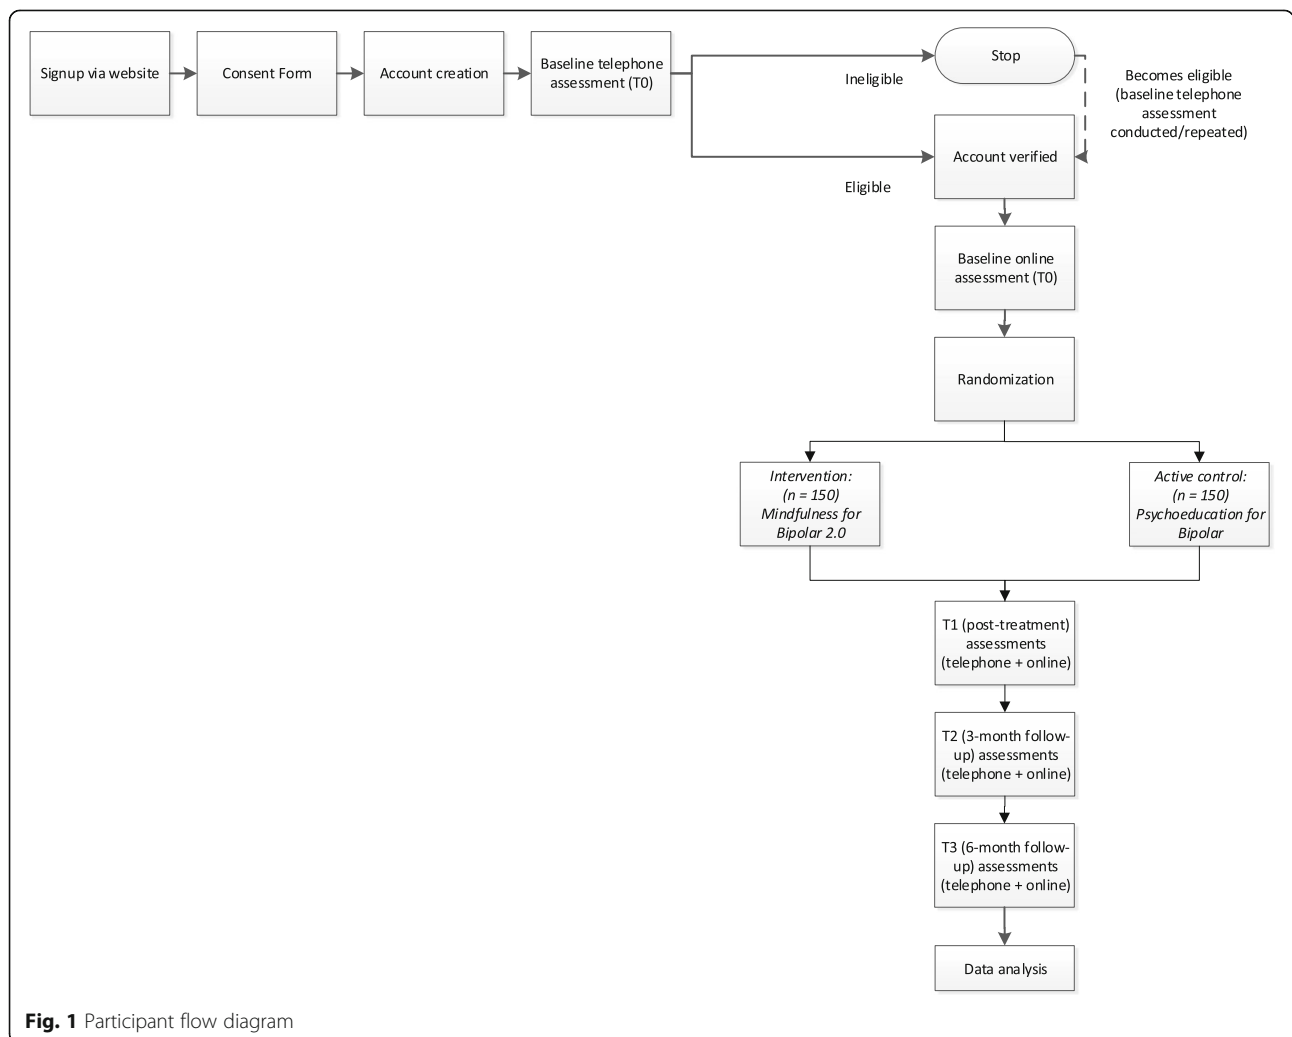 Signup via website
Consent Form
Account creation
Baseline telephone
assessment (T0)
Ineligible
Eligible
Stop
Becomes eligible
(baseline telephone
assessment
conducted/repeated)
Account verified
Baseline online
assessment (T0)
Randomization
Intervention:
(n = 150)
Mindfulness for
Bipolar 2.0
Active control:
(n = 150)
Psychoeducation for
Bipolar
T1 (post-treatment)
assessments
(telephone + online)
T2 (3-month follow-
up) assessments
(telephone + online)
T3 (6-month follow-
up) assessments
(telephone + online)
Data analysis
Fig. 1 Participant flow diagram